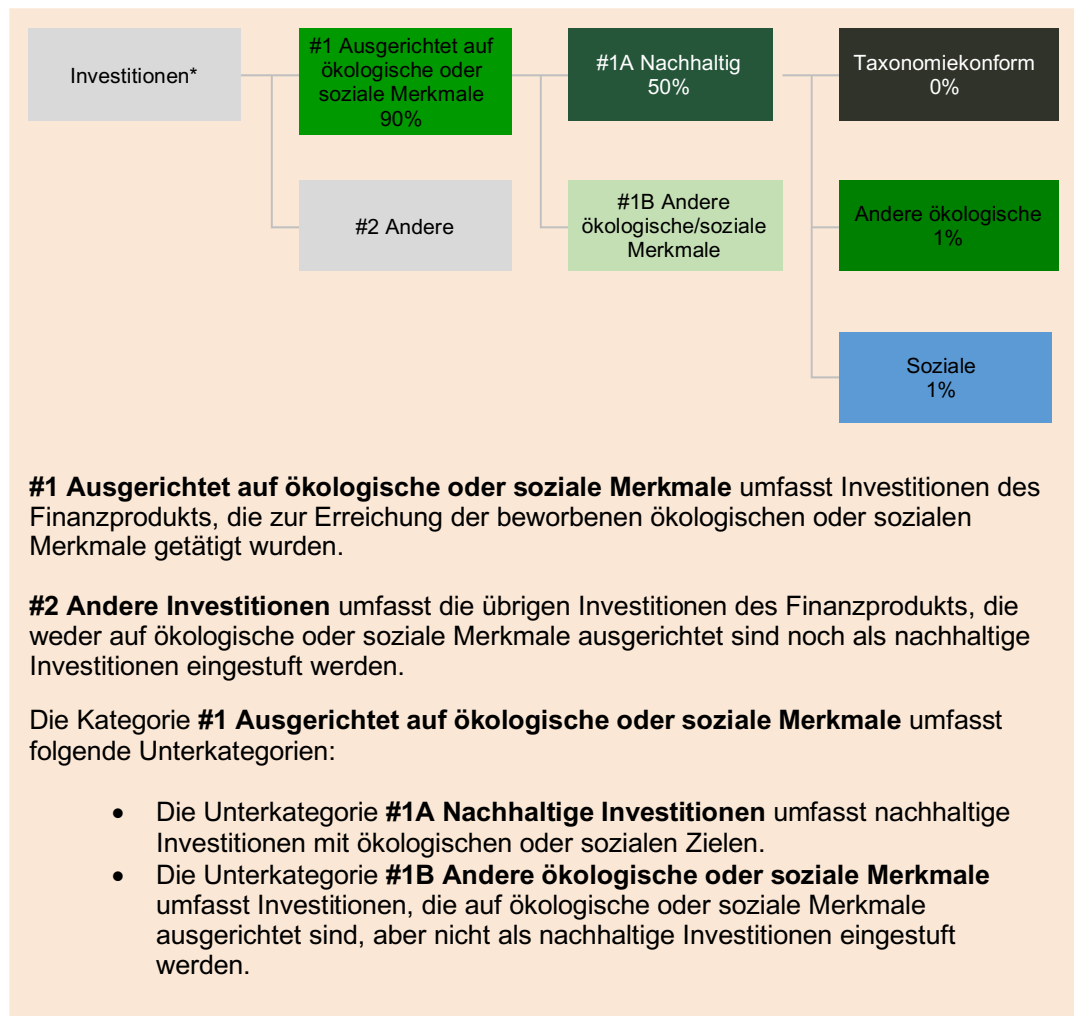 Investitionen*
#1 Ausgerichtet auf
ökologische oder
soziale Merkmale
90%
#1A Nachhaltig
50%
Taxonomiekonform
0%
#2 Andere
#1B Andere
ökologische/soziale
Merkmale
Andere ökologische
1%
Soziale
1%
#1 Ausgerichtet auf ökologische oder soziale Merkmale umfasst Investitionen des
Finanzprodukts, die zur Erreichung der beworbenen ökologischen oder sozialen
Merkmale getätigt wurden.
#2 Andere Investitionen umfasst die übrigen Investitionen des Finanzprodukts, die
weder auf ökologische oder soziale Merkmale ausgerichtet sind noch als nachhaltige
Investitionen eingestuft werden.
Die Kategorie #1 Ausgerichtet auf ökologische oder soziale Merkmale umfasst
folgende Unterkategorien:
• Die Unterkategorie #1A Nachhaltige Investitionen umfasst nachhaltige
Investitionen mit ökologischen oder sozialen Zielen.
• Die Unterkategorie #1B Andere ökologische oder soziale Merkmale
umfasst Investitionen, die auf ökologische oder soziale Merkmale
ausgerichtet sind, aber nicht als nachhaltige Investitionen eingestuft
werden.